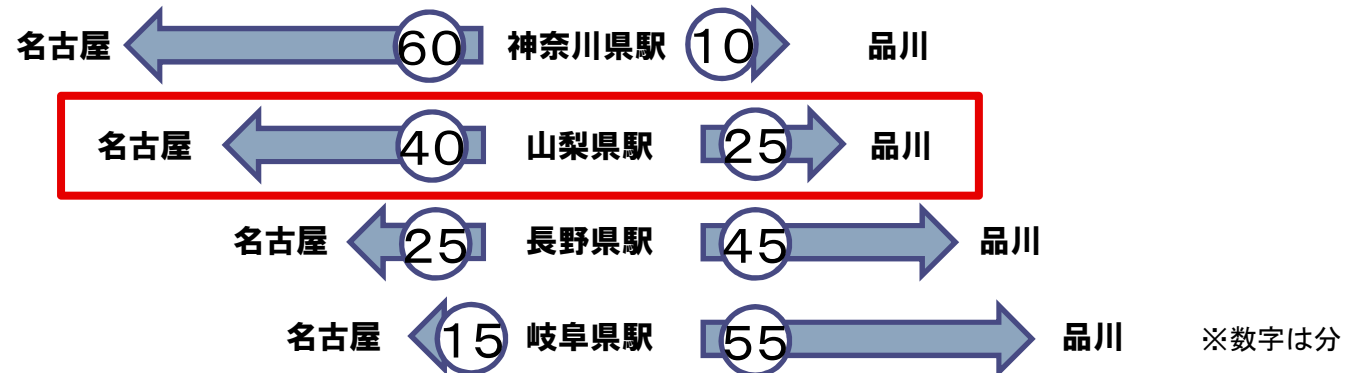 名古屋 60 神奈川県駅 10 品川
名古屋 40 山梨県駅 25 品川
名古屋 25 長野県駅 45 品川
名古屋 15 岐阜県駅 55 品川 ※数字は分